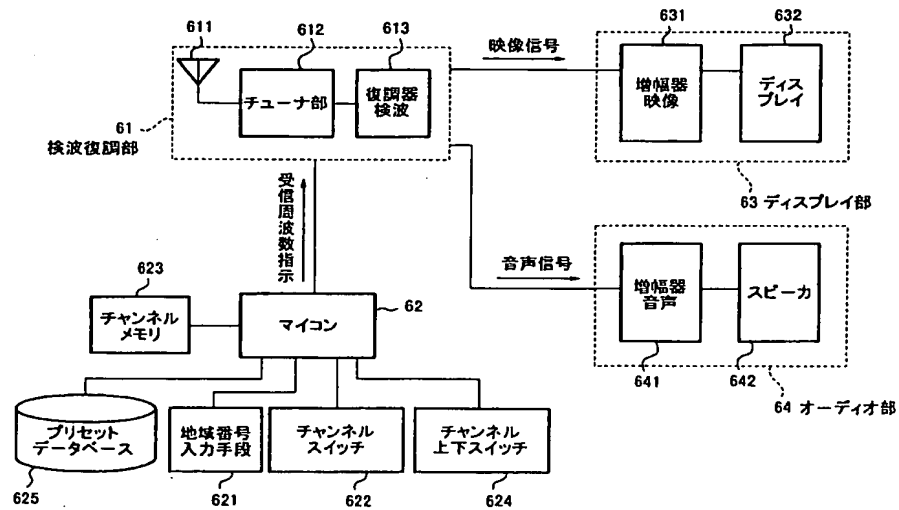 611
612
613
チューナ部
復調器
検波
61
検波復調部
映像信号
631
632
増幅器
映像
ディス
プレイ
63 ディスプレイ部
受信周波数指示
音声信号
増幅器
音声
スピーカ
641
642
64 オーディオ部
623
チャンネル
メモリ
62
マイコン
プリセット
データベース
625
地域番号
入力手段
621
チャンネル
スイッチ
622
チャンネル
上下スイッチ
624